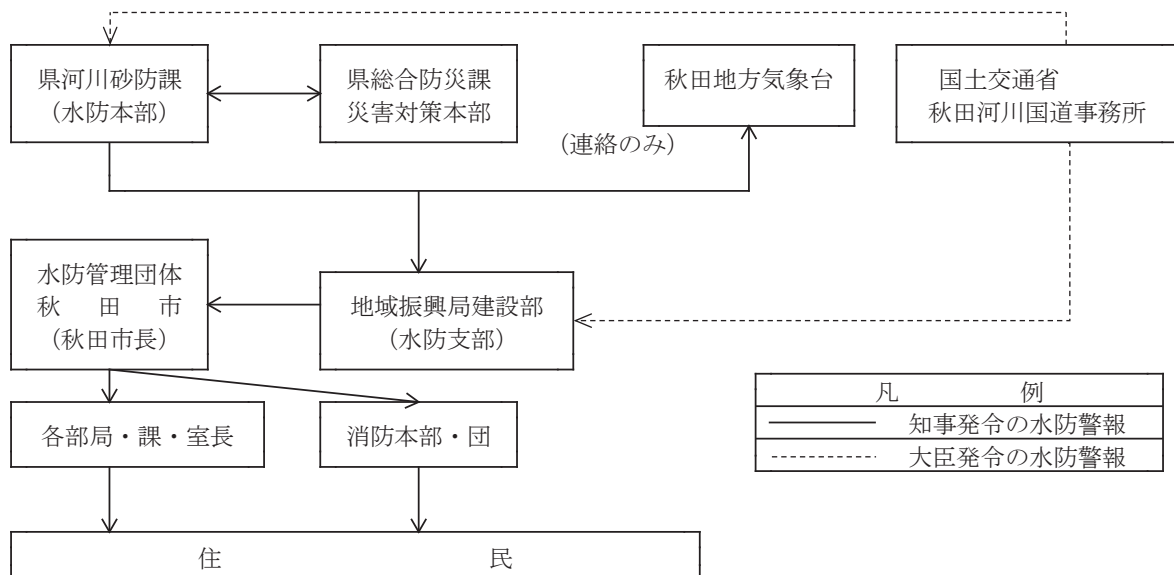 県河川砂防課
（水防本部）
県総合防災課
災害対策本部
秋田地方気象台
国土交通省
秋田河川国道事務所
（連絡のみ）
水防管理団体
秋　田　市
（秋田市長）
地域振興局建設部
（水防支部）
各部局・課・室長
消防本部・団
凡　　　例
知事発令の水防警報
大臣発令の水防警報
住　　　民